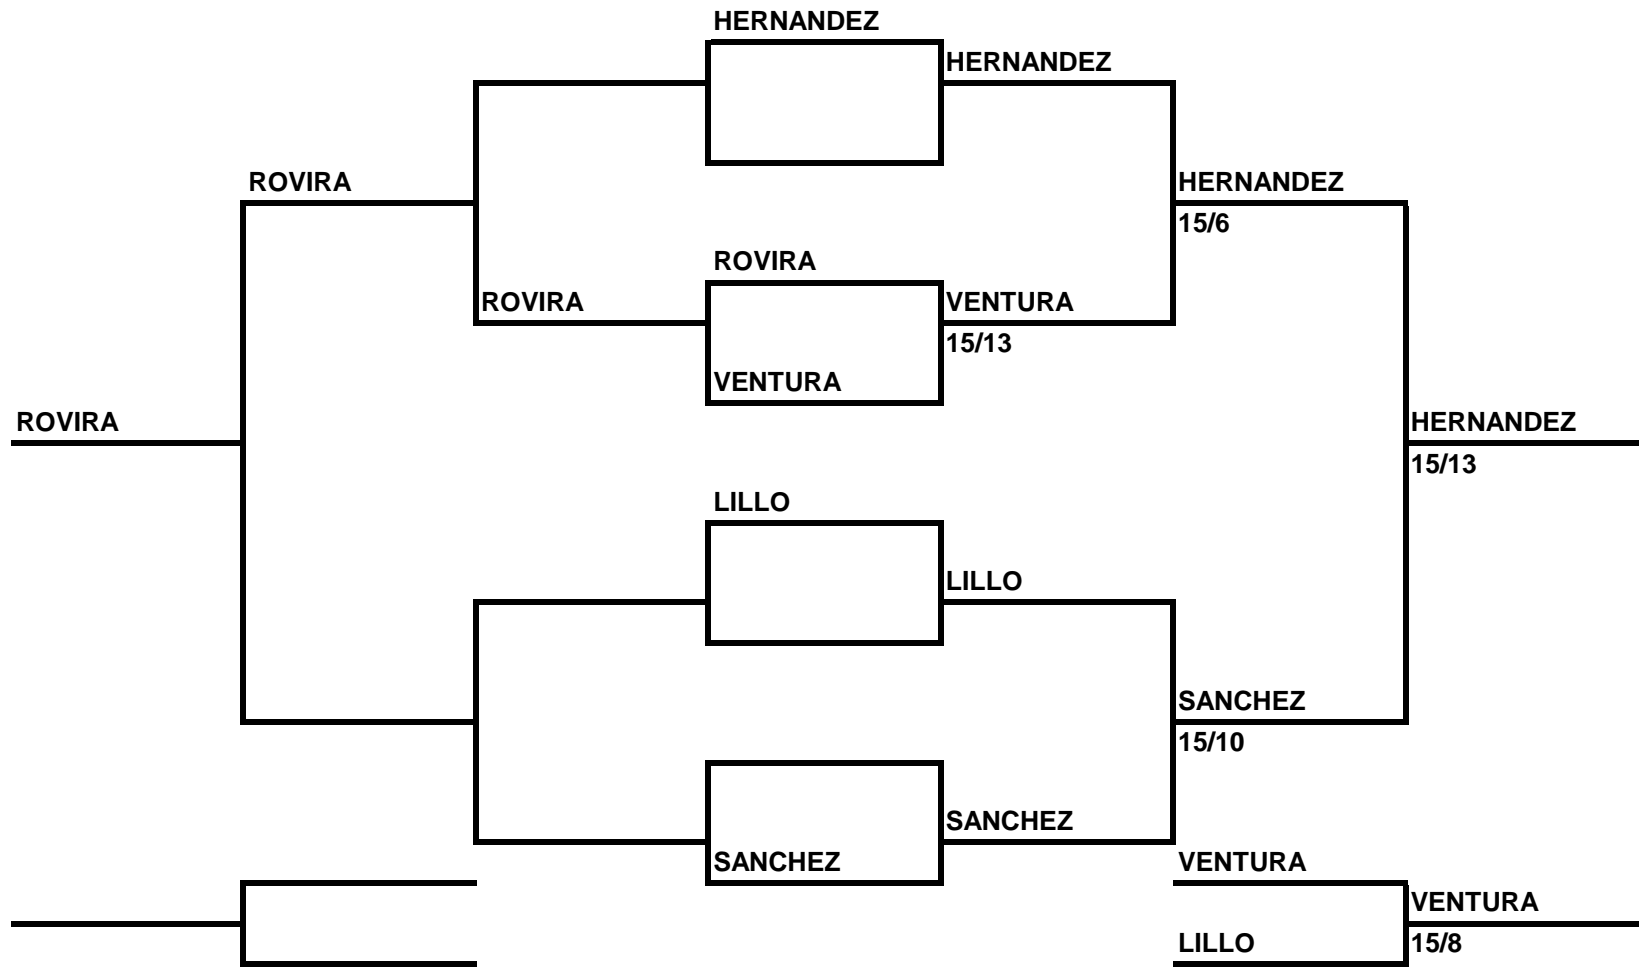 HERNANDEZ
HERNANDEZ
ROVIRA
HERNANDEZ
15/6
ROVIRA
ROVIRA
VENTURA
15/13
VENTURA
ROVIRA
HERNANDEZ
15/13
LILLO
LILLO
SANCHEZ
15/10
SANCHEZ
SANCHEZ
VENTURA
VENTURA
LILLO
15/8